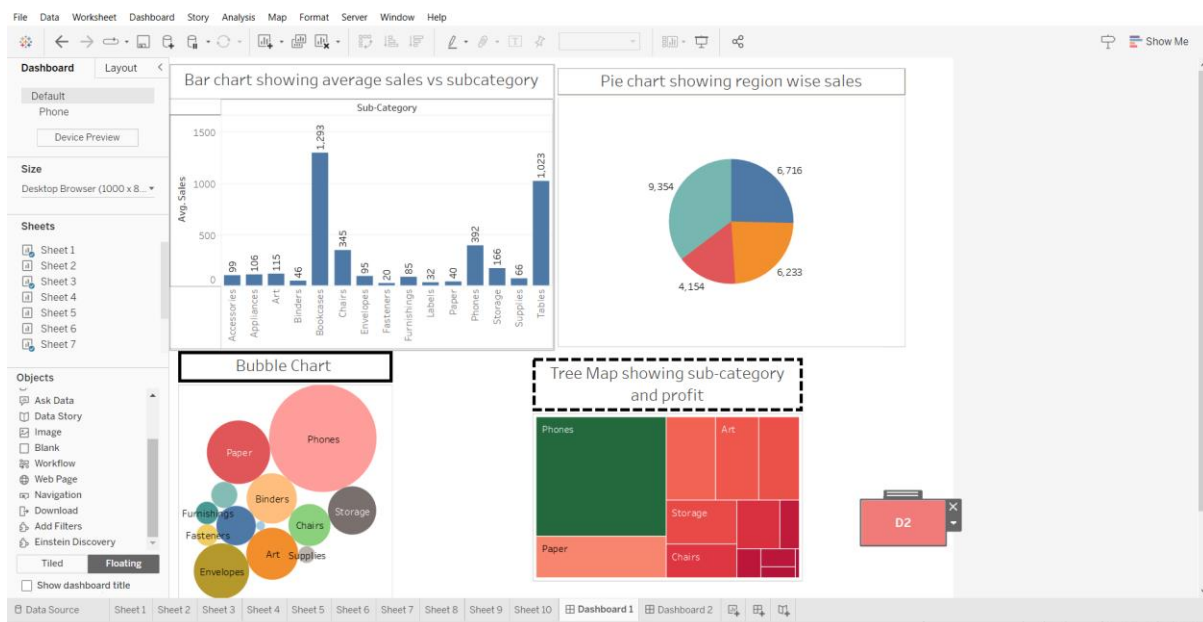 File Data Worksheet Dashboard Story Analysis Map Format Server Window Help
Show Me
Dashboard Layout
Default
Phone
Device Preview
Size
Desktop Browser (1000 x 8...
Sheets
Sheet 1
Sheet 2
Sheet 3
Sheet 4
Sheet 5
Sheet 6
Sheet 7
Objects
Ask Data
Data Story
Image
Blank
Workflow
Web Page
Navigation
Download
Add Filters
Einstein Discovery
Tiled Floating
Show dashboard title
Bar chart showing average sales vs subcategory
Sub-Category
Avg. Sales
1500
1000
500
0
99 106 115 46 1,293 345 95 20 85 32 40 392 166 66 1,023
Accessories Appliances Art Binders Bookcases Chairs Envelopes Fasteners Furnishings Labels Paper Phones Storage Supplies Tables
Pie chart showing region wise sales
6,716
9,354
6,233
4,154
Bubble Chart
Phones
Paper
Binders
Furnishings
Storage
Chairs
Fasteners
Art
Supplies
Envelopes
Tree Map showing sub-category
and profit
Phones
Art
Storage
Paper
Chairs
D2
Data Source Sheet 1 Sheet 2 Sheet 3 Sheet 4 Sheet 5 Sheet 6 Sheet 7 Sheet 8 Sheet 9 Sheet 10 Dashboard 1 Dashboard 2